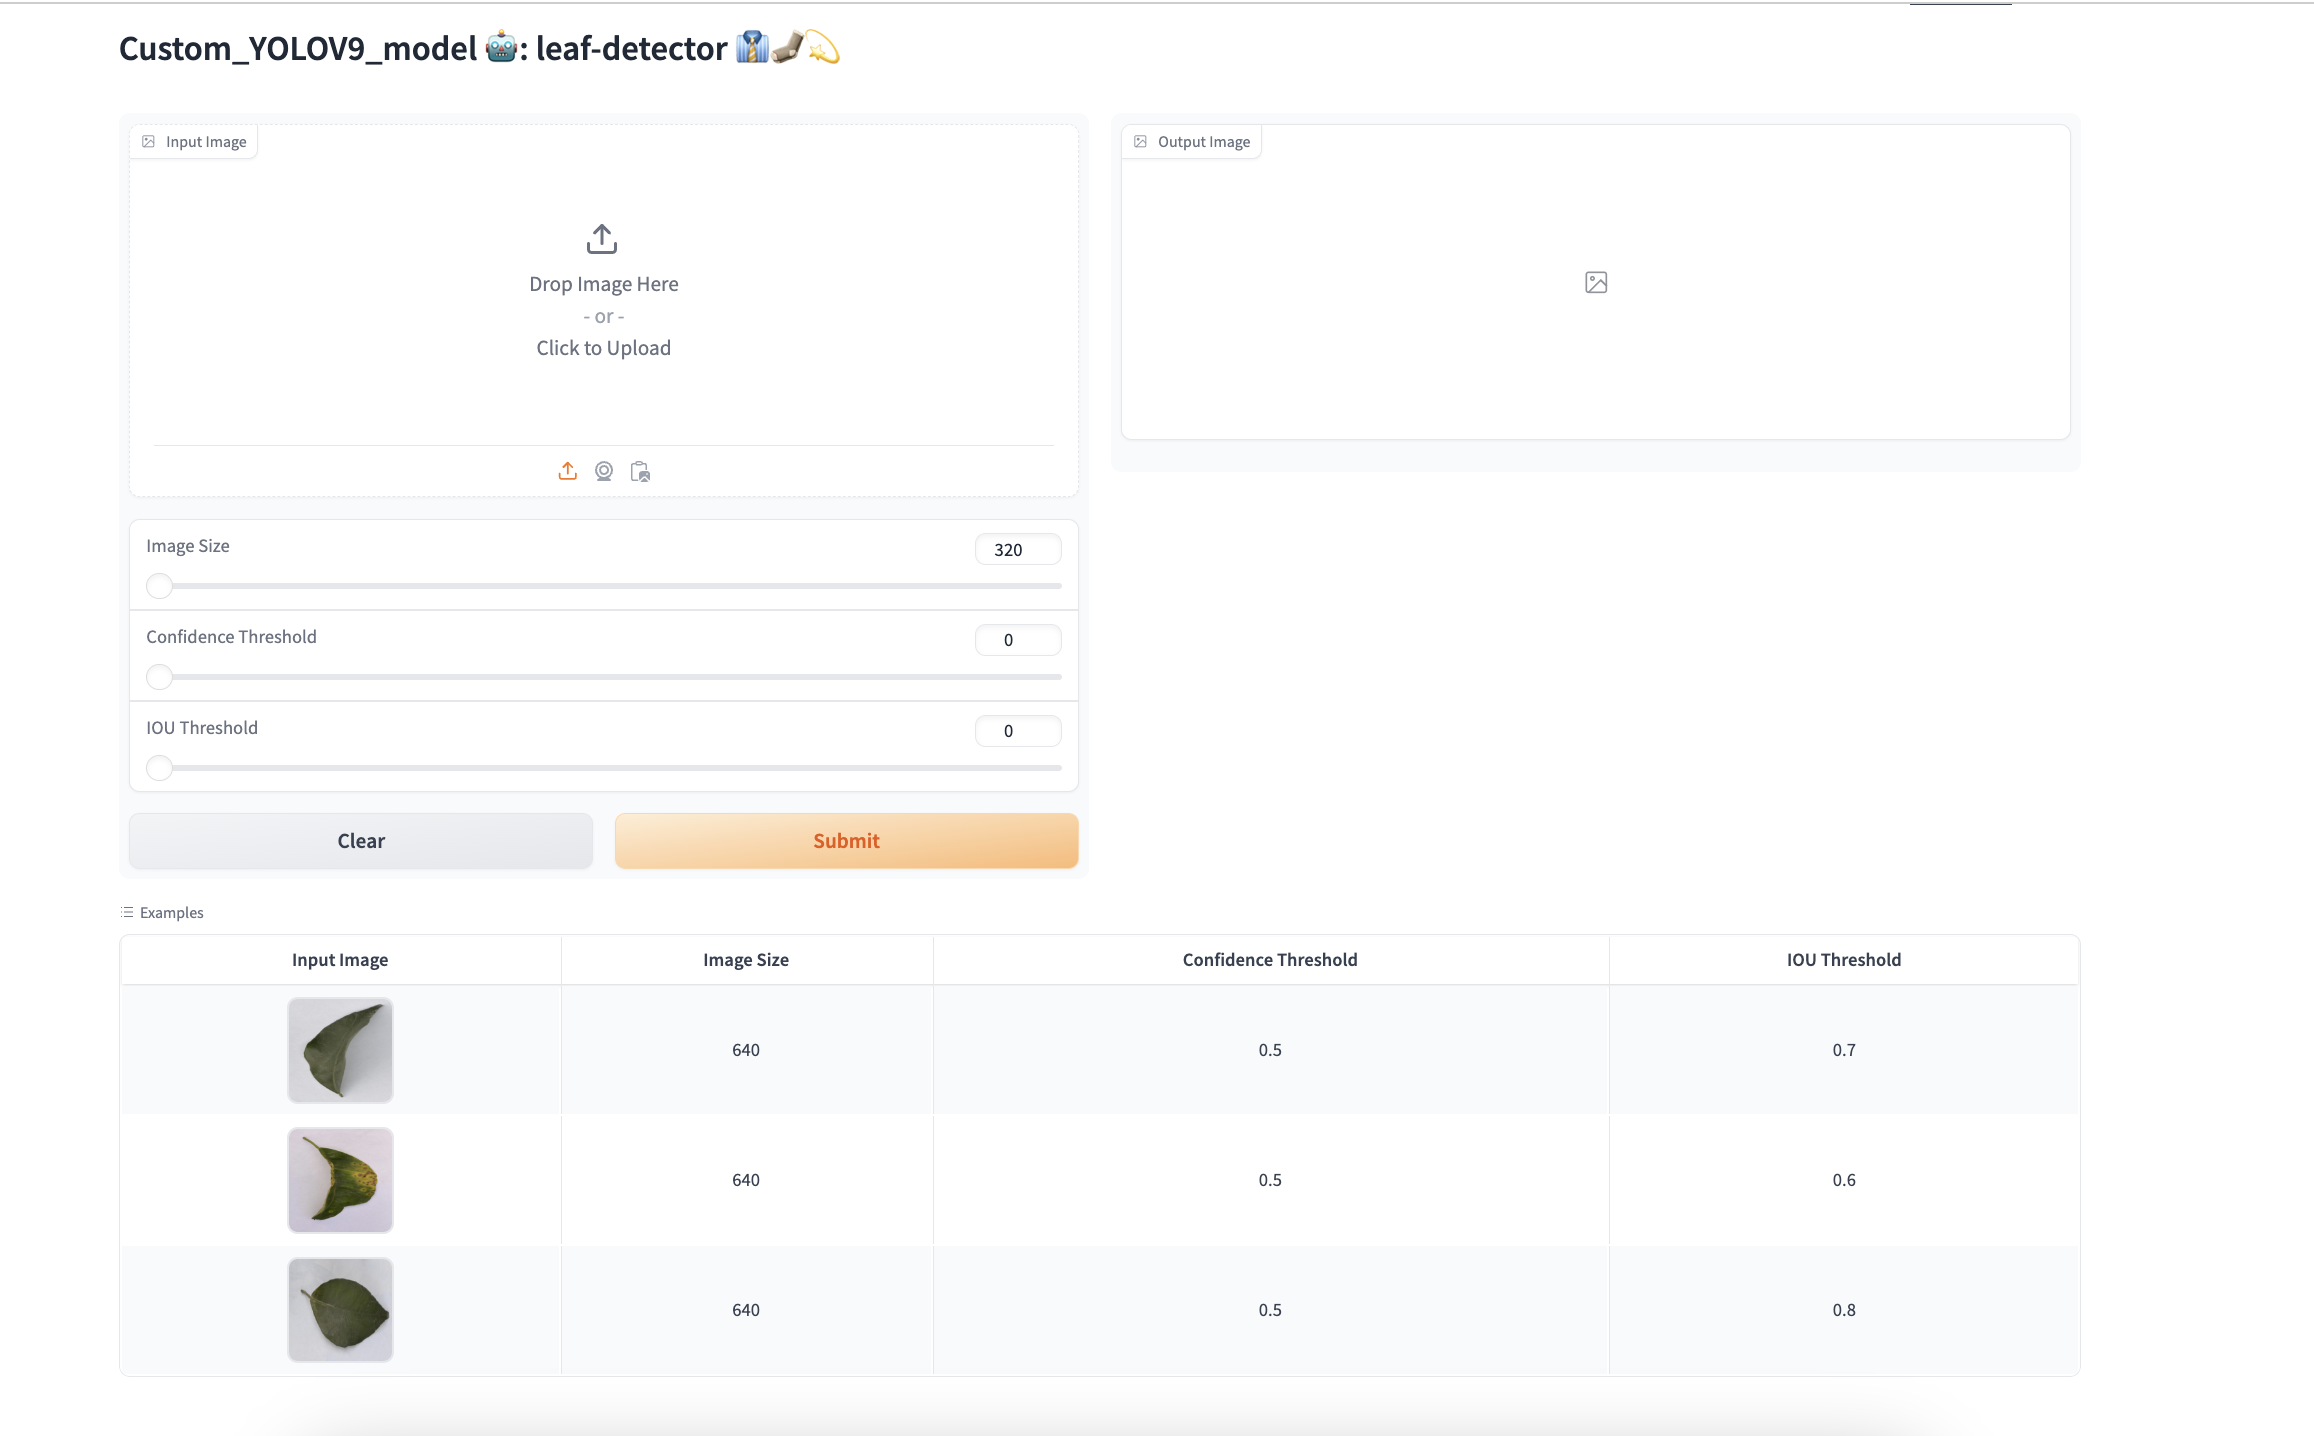 Custom_YOLOV9_model 🤖: leaf-detector 👔🧦💫
Input Image
Drop Image Here
- or -
Click to Upload
Output Image
Image Size
320
Confidence Threshold
0
IOU Threshold
0
Clear
Submit
Examples
Input Image Image Size Confidence Threshold IOU Threshold
640 0.5 0.7
640 0.5 0.6
640 0.5 0.8